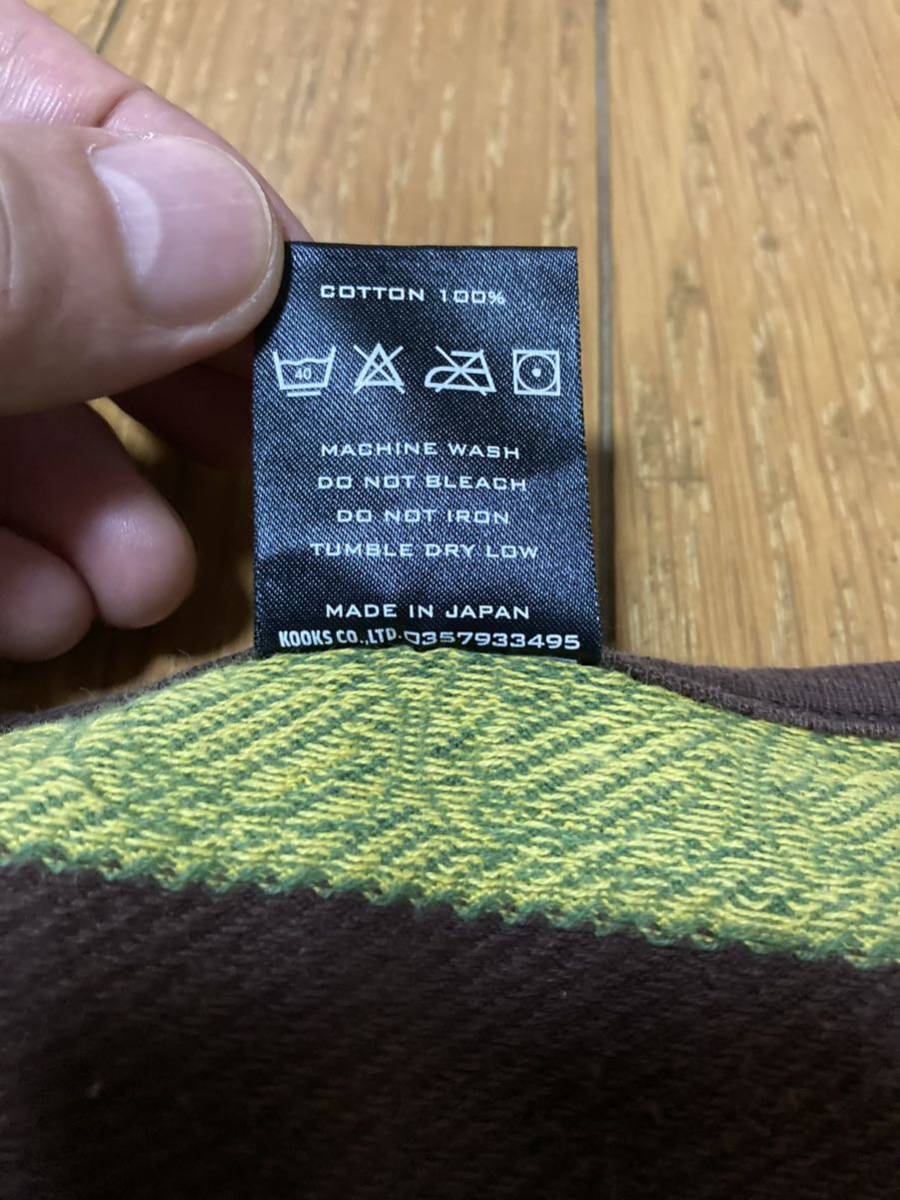 COTTON 100%
40
MACHINE WASH
DO NOT BLEACH
DO NOT IRON
TUMBLE DRY LOW
MADE IN JAPAN
KOOKS CO.,LTD. 0357933495